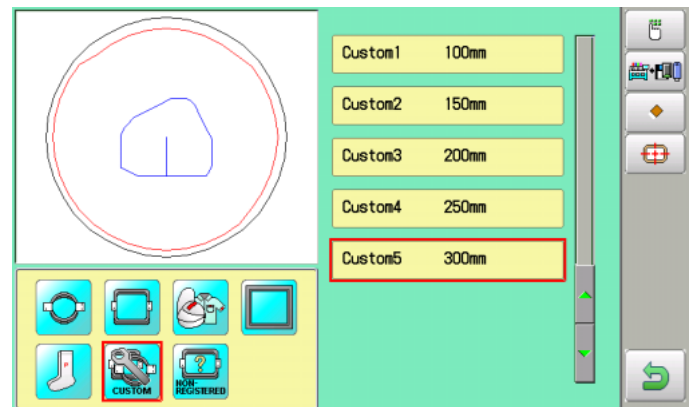 Custom1 100mm
Custom2 150mm
Custom3 200mm
Custom4 250mm
Custom5 300mm
P
CUSTOM
?
NON-
REGISTERED